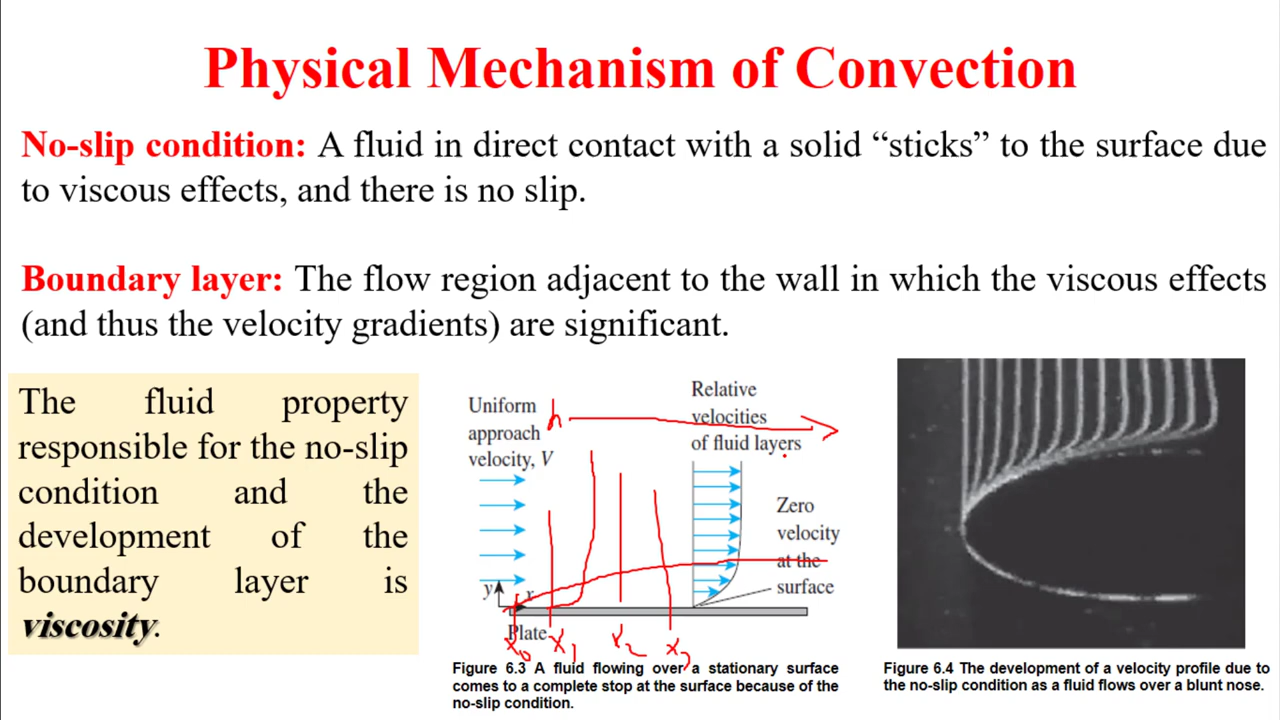 Physical Mechanism of Convection
No-slip condition: A fluid in direct contact with a solid “sticks” to the surface due
to viscous effects, and there is no slip.
Boundary layer: The flow region adjacent to the wall in which the viscous effects
(and thus the velocity gradients) are significant.
The fluid property
responsible for the no-slip
condition and the
development of the
boundary layer is
viscosity.
Uniform
approach
velocity, V
h
Relative
velocities
of fluid layers
Zero
velocity
at the
surface
y
x
Plate
x0 x1 x2 x3
Figure 6.3 A fluid flowing over a stationary surface
comes to a complete stop at the surface because of the
no-slip condition.
Figure 6.4 The development of a velocity profile due to
the no-slip condition as a fluid flows over a blunt nose.